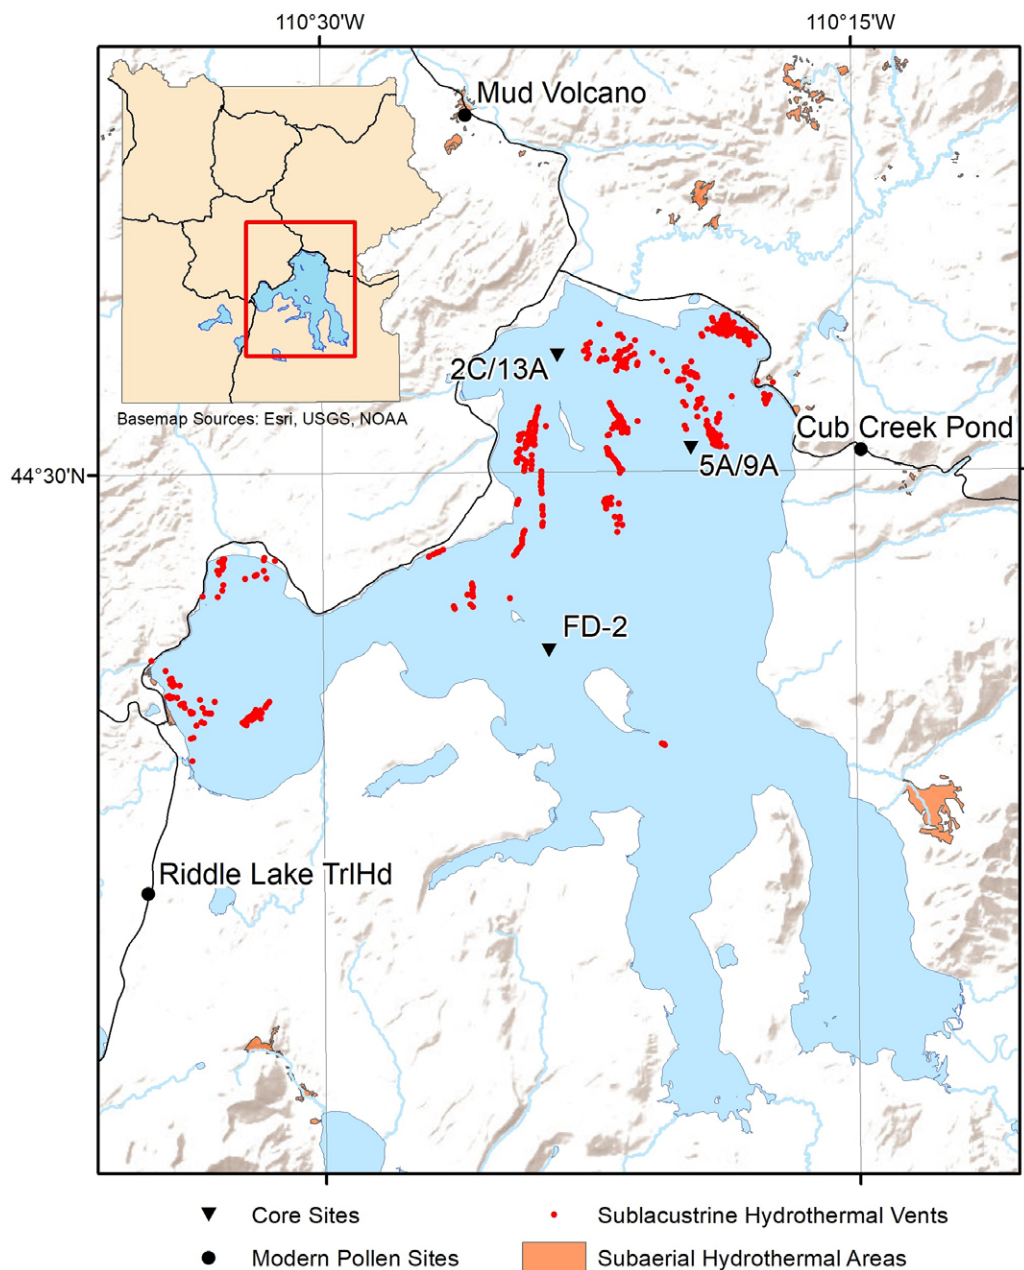 110°30'W
110°15'W
Mud Volcano
2C/13A
Basemap Sources: Esri, USGS, NOAA
Cub Creek Pond
44°30'N
5A/9A
FD-2
Riddle Lake TrlHd
Core Sites
Sublacustrine Hydrothermal Vents
Modern Pollen Sites
Subaerial Hydrothermal Areas